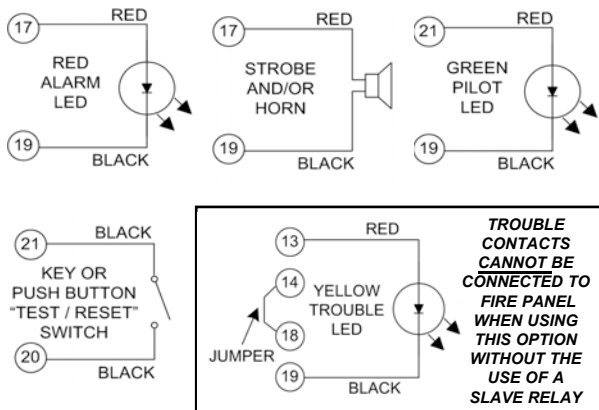 17
RED
RED
ALARM
LED
19
BLACK
17
RED
STROBE
AND/OR
HORN
19
BLACK
21
RED
GREEN
PILOT
LED
19
BLACK
21
BLACK
KEY OR
PUSH BUTTON
"TEST / RESET"
SWITCH
20
BLACK
13
RED
14
YELLOW
TROUBLE
LED
18
JUMPER
19
BLACK
TROUBLE
CONTACTS
CANNOT BE
CONNECTED TO
FIRE PANEL
WHEN USING
THIS OPTION
WITHOUT THE
USE OF A
SLAVE RELAY